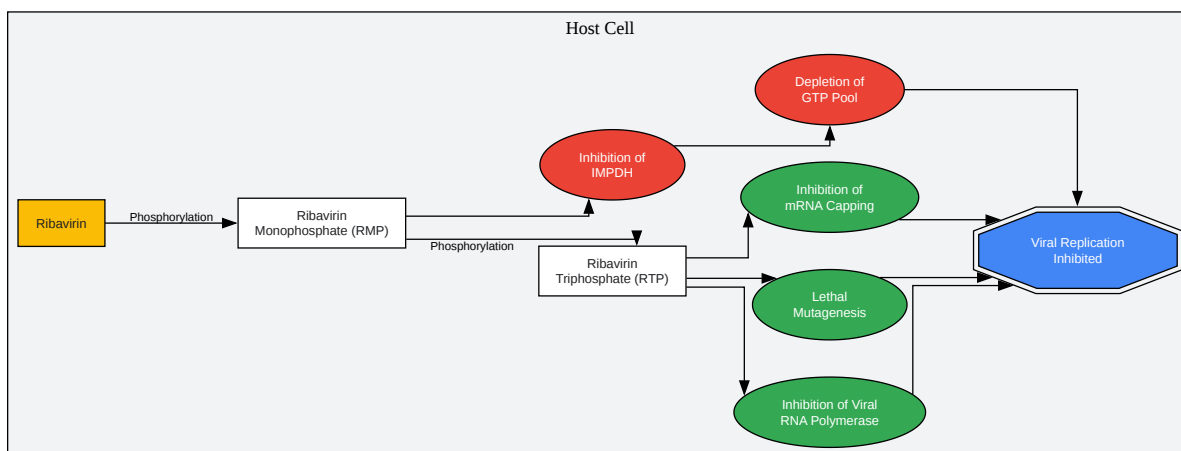 Host Cell
Depletion of
GTP Pool
Inhibition of
IMPDH
Inhibition of
mRNA Capping
Ribavirin
Phosphorylation
Ribavirin
Monophosphate (RMP)
Phosphorylation
Ribavirin
Triphosphate (RTP)
Viral Replication
Inhibited
Lethal
Mutagenesis
Inhibition of Viral
RNA Polymerase